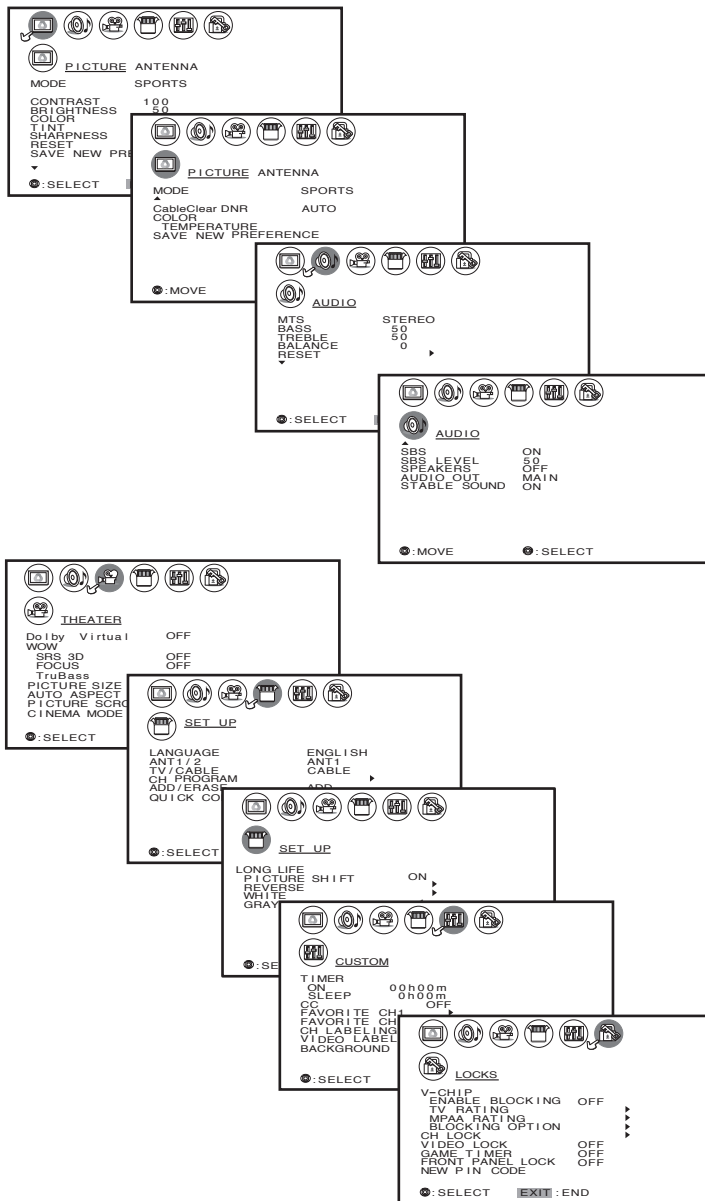 PICTURE ANTENNA
MODE SPORTS
CONTRAST 100
BRIGHTNESS 50
COLOR
TINT
SHARPNESS
RESET
SAVE NEW PRE
:SELECT
PICTURE ANTENNA
MODE SPORTS
CableClear DNR AUTO
COLOR
TEMPERATURE
SAVE NEW PREFERENCE
:MOVE
AUDIO
MTS STEREO
BASS 50
TREBLE 50
BALANCE 0
RESET
:SELECT
AUDIO
SBS ON
SBS LEVEL 50
SPEAKERS OFF
AUDIO OUT MAIN
STABLE SOUND ON
:MOVE :SELECT
THEATER
Dolby Virtual OFF
WOW
SRS 3D OFF
FOCUS OFF
TruBass
PICTURE SIZE
AUTO ASPECT
PICTURE SCRO
CINEMA MODE
:SELECT
SET UP
LANGUAGE ENGLISH
ANT1/2 ANT1
TV/CABLE CABLE
CH PROGRAM
ADD/ERASE ADD
QUICK CO
:SELECT
SET UP
LONG LIFE
PICTURE SHIFT ON
REVERSE
WHITE
GRAY
:SE
CUSTOM
TIMER
ON 00h00m
SLEEP 0h00m
CC OFF
FAVORITE CH1
FAVORITE CH
CH LABELING
VIDEO LABEL
BACKGROUND
:SELECT
LOCKS
V-CHIP
ENABLE BLOCKING OFF
TV RATING
MPAA RATING
BLOCKING OPTION
CH LOCK
VIDEO LOCK OFF
GAME TIMER OFF
FRONT PANEL LOCK OFF
NEW PIN CODE
:SELECT EXIT :END